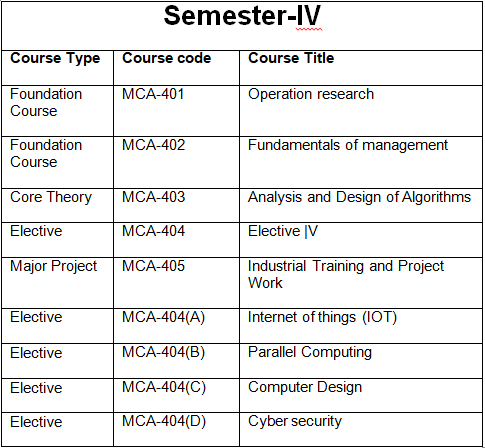 Semester-IV
Course Type Course code Course Title
Foundation Course MCA-401 Operation research
Foundation Course MCA-402 Fundamentals of management
Core Theory MCA-403 Analysis and Design of Algorithms
Elective MCA-404 Elective |V
Major Project MCA-405 Industrial Training and Project Work
Elective MCA-404(A) Internet of things (IOT)
Elective MCA-404(B) Parallel Computing
Elective MCA-404(C) Computer Design
Elective MCA-404(D) Cyber security